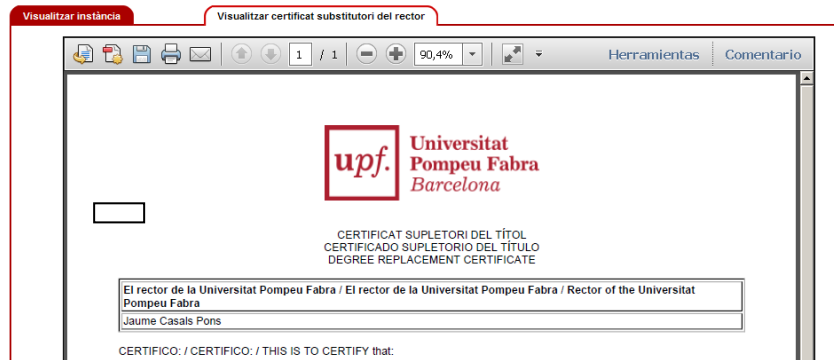 Visualitzar instància
Visualitzar certificat substitutori del rector
1 / 1
90,4%
Herramientas
Comentario
upf.
Universitat
Pompeu Fabra
Barcelona
CERTIFICAT SUPLETORI DEL TÍTOL
CERTIFICADO SUPLETORIO DEL TÍTULO
DEGREE REPLACEMENT CERTIFICATE
El rector de la Universitat Pompeu Fabra / El rector de la Universitat Pompeu Fabra / Rector of the Universitat
Pompeu Fabra
Jaume Casals Pons
CERTIFICO: / CERTIFICO: / THIS IS TO CERTIFY that: